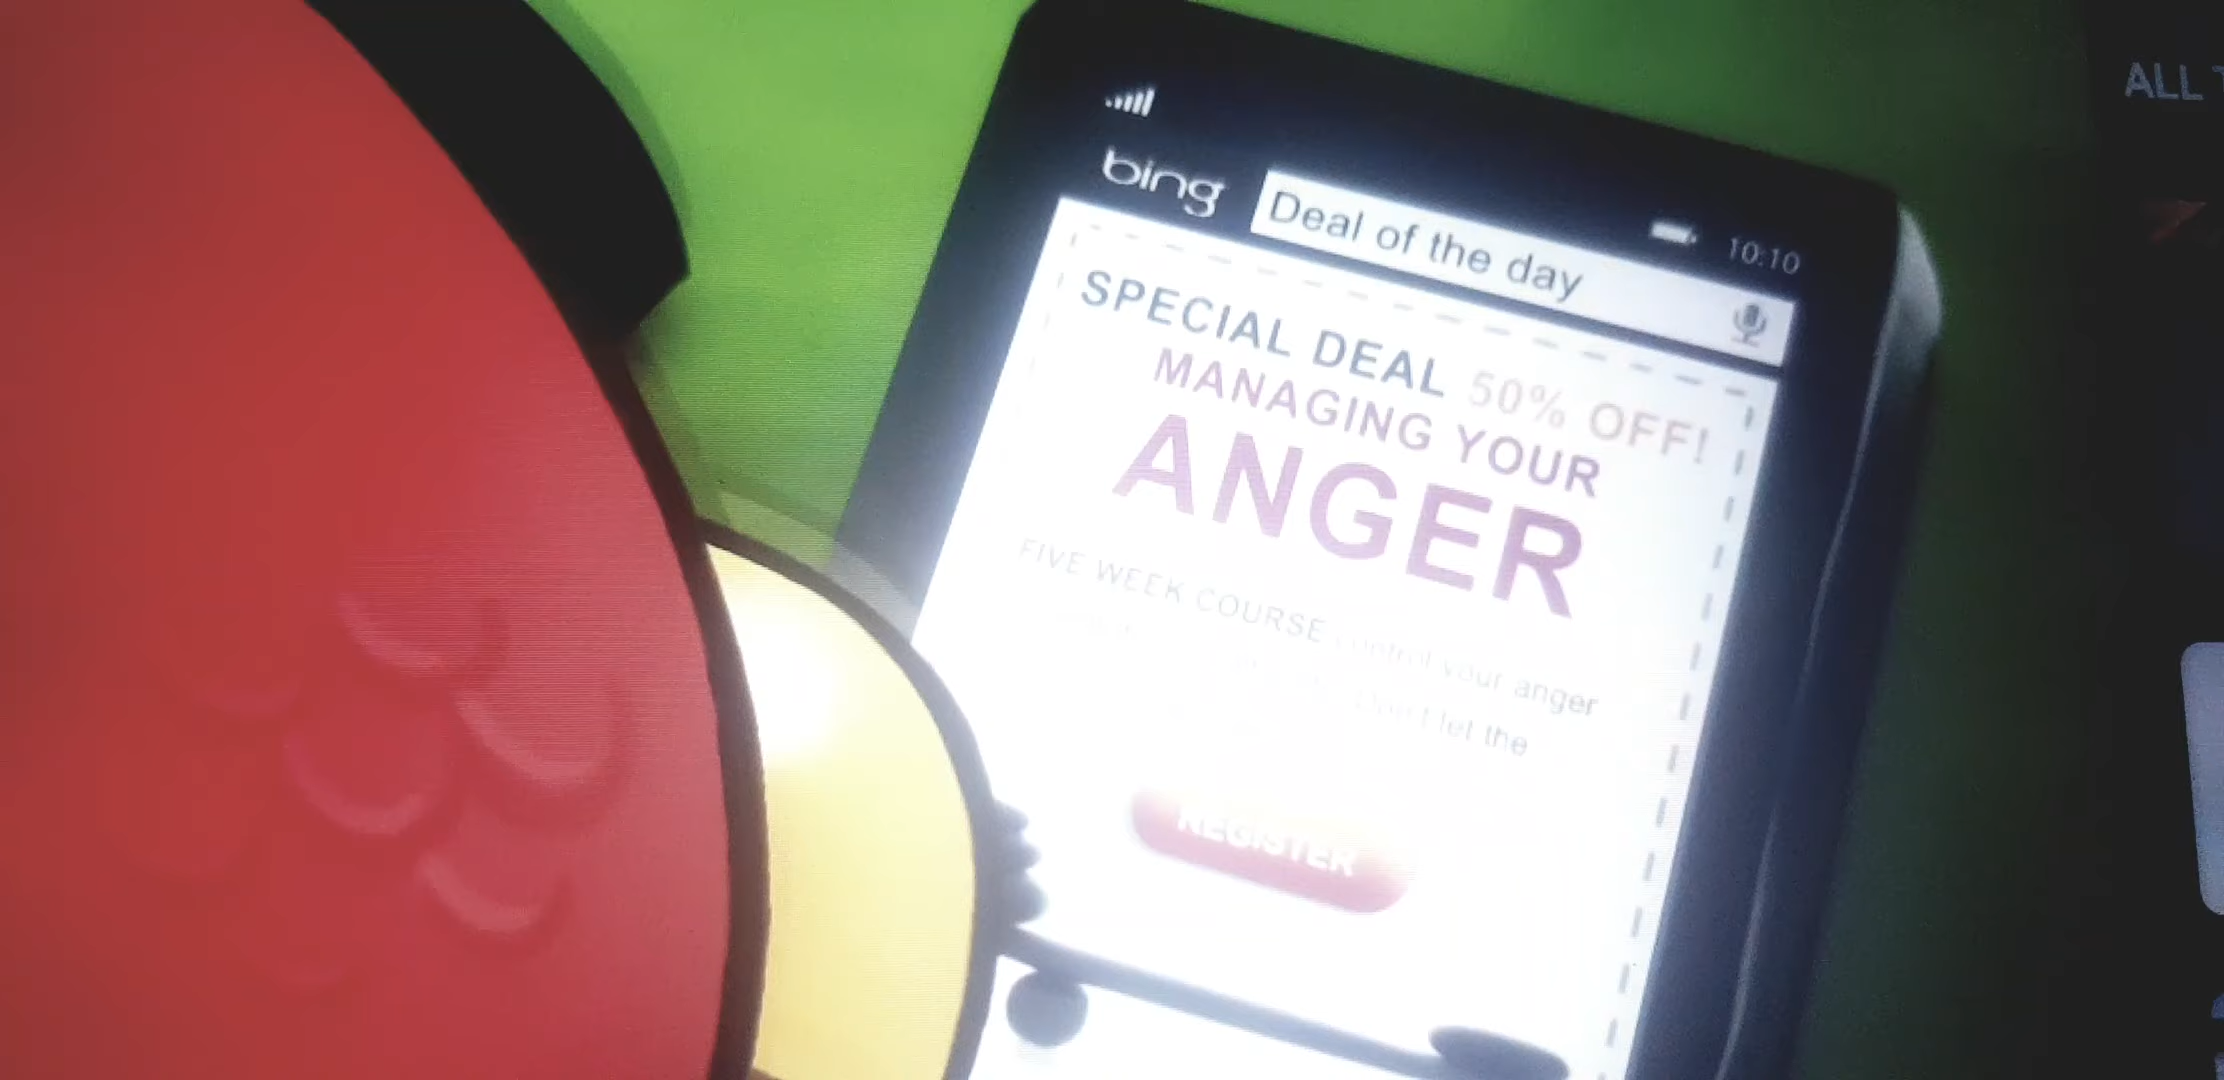 ALL
bing
Deal of the day
10:10
SPECIAL DEAL 50% OFF!
MANAGING YOUR
ANGER
FIVE WEEK COURSE control your anger
Don't let the
REGISTER